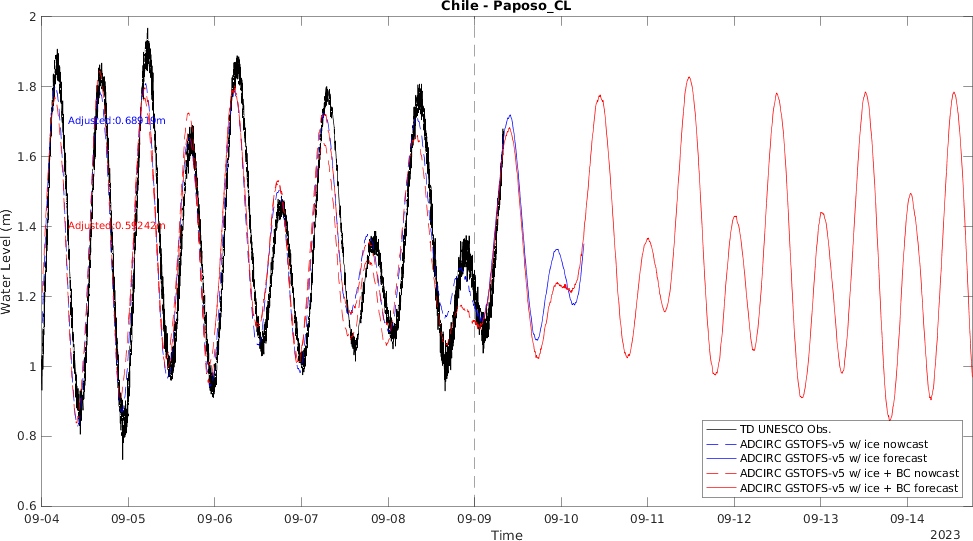 Chile - Paposo_CL
2
1.8
1.6
1.4
1.2
1
0.8
0.6
Water Level (m)
Adjusted:0.68919m
Adjusted:0.59242m
TD UNESCO Obs.
ADCIRC GSTOFS-v5 w/ ice nowcast
ADCIRC GSTOFS-v5 w/ ice forecast
ADCIRC GSTOFS-v5 w/ ice + BC nowcast
ADCIRC GSTOFS-v5 w/ ice + BC forecast
09-04 09-05 09-06 09-07 09-08 09-09 09-10 09-11 09-12 09-13 09-14
Time
2023